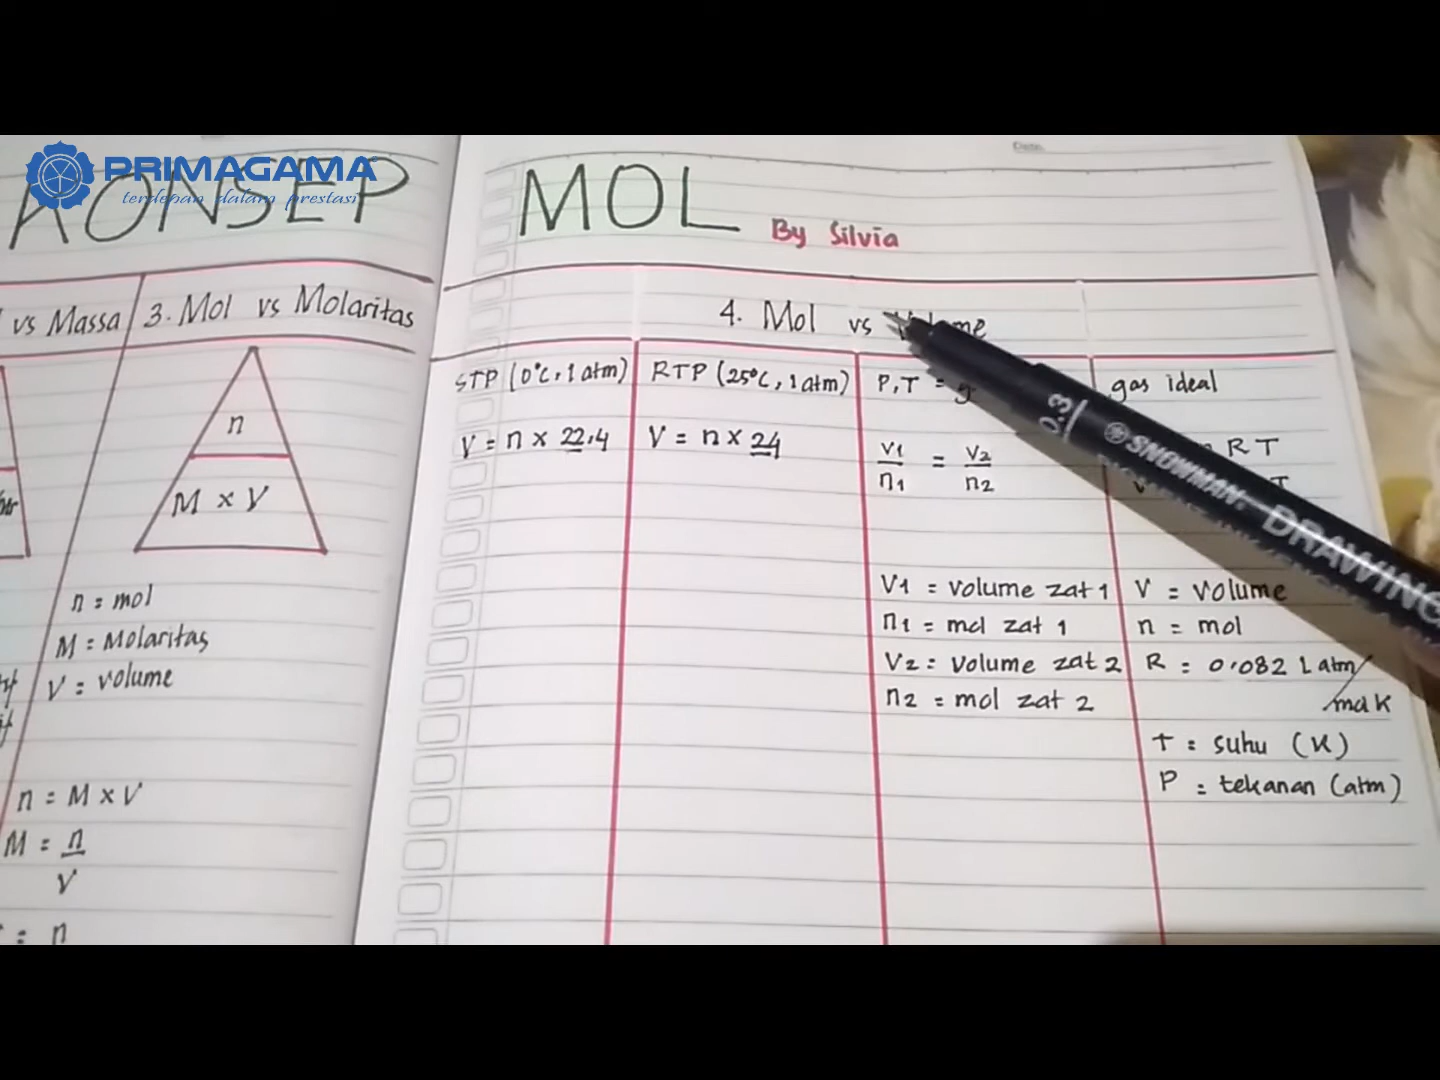 PRIMAGAMA
terdepan dalam prestasi
KONSEP MOL
By Silvia
vs Massa
3. Mol vs Molaritas
n
M x V
n = mol
M = Molaritas
V = volume
n = M x V
M = n
V
= n
4. Mol vs
STP (0°C, 1 atm)
V = n x 22,4
RTP (25°C, 1 atm)
V = n x 24
P, T =
V1 = V2
n1 n2
V1 = volume zat 1
n1 = mol zat 1
V2 = volume zat 2
n2 = mol zat 2
gas ideal
RT
V = volume
n = mol
R = 0,082 L atm/
mol K
T = suhu (K)
P = tekanan (atm)
0.3
SNOWMAN. DRAWING